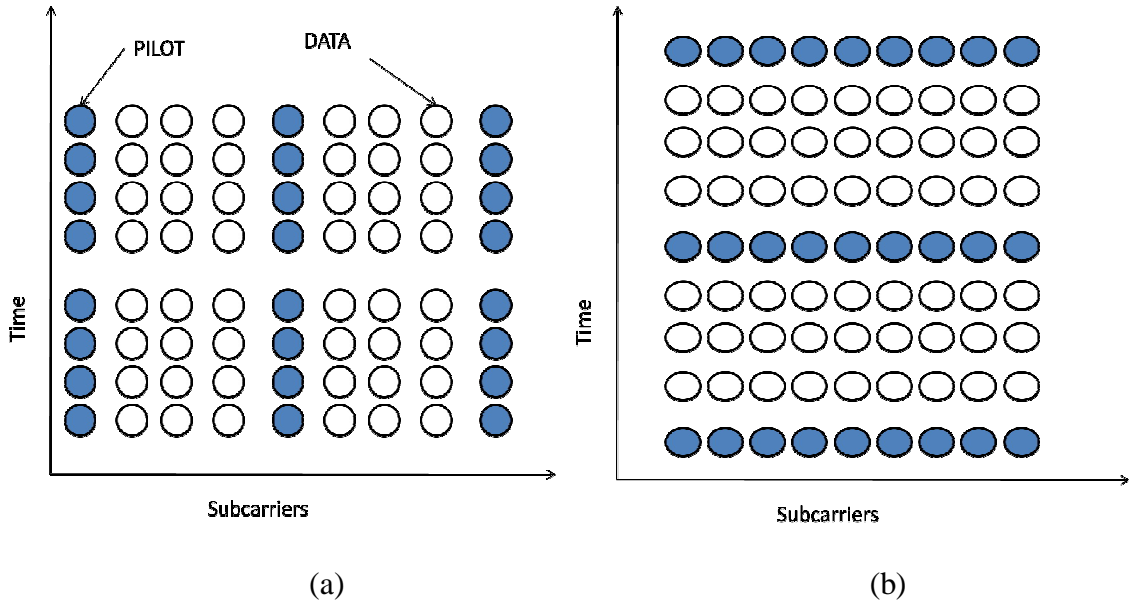 PILOT
DATA
Time
Subcarriers
(a)
Time
Subcarriers
(b)